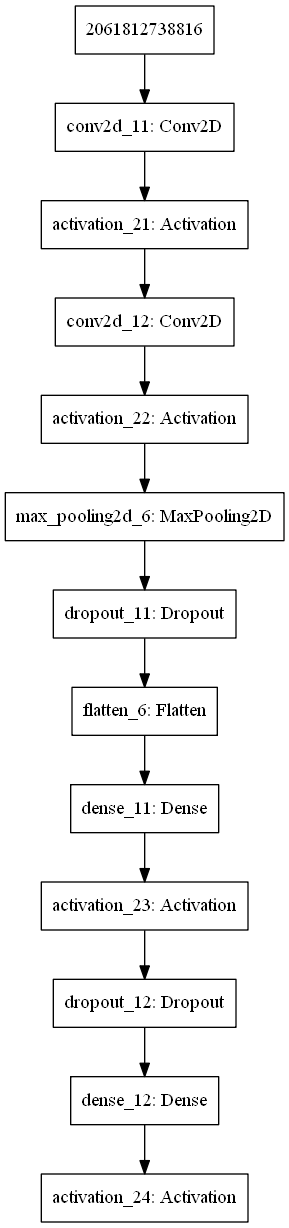 2061812738816
conv2d_11: Conv2D
activation_21: Activation
conv2d_12: Conv2D
activation_22: Activation
max_pooling2d_6: MaxPooling2D
dropout_11: Dropout
flatten_6: Flatten
dense_11: Dense
activation_23: Activation
dropout_12: Dropout
dense_12: Dense
activation_24: Activation